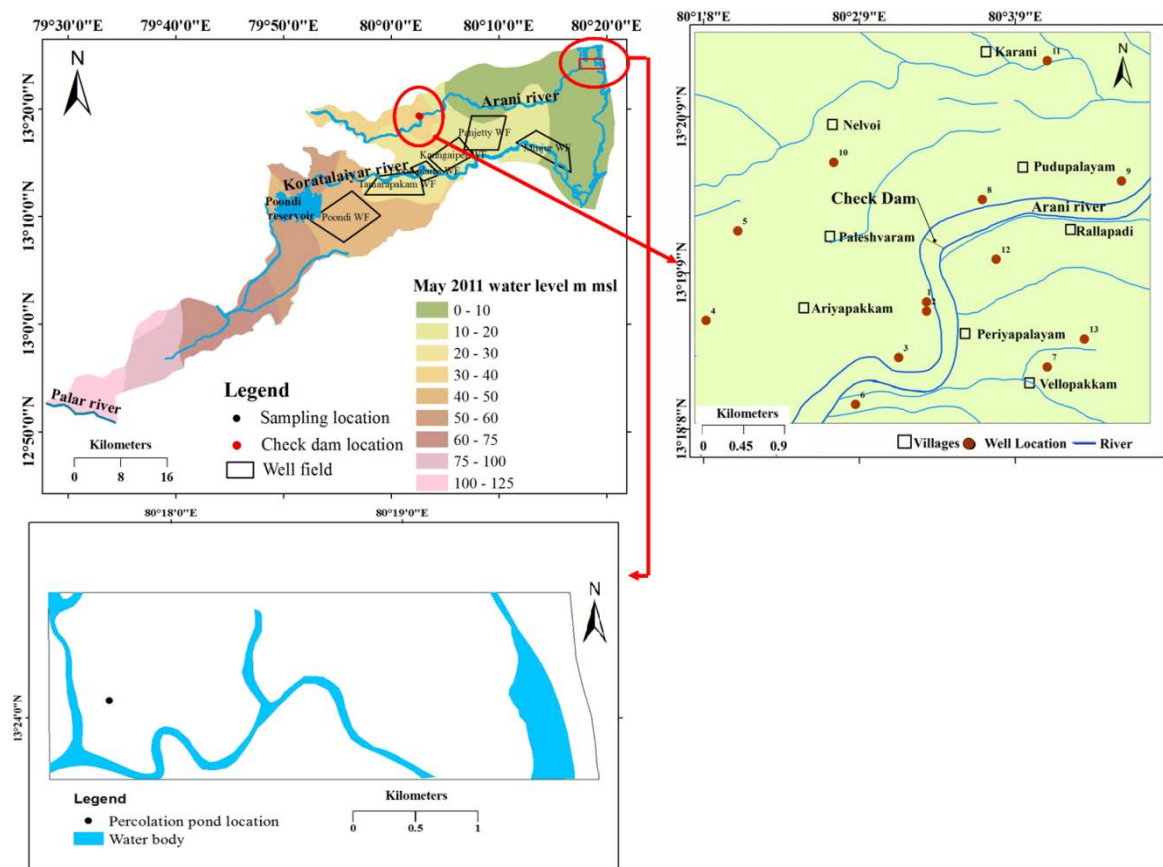 79°30'0"E
79°40'0"E
79°50'0"E
80°0'0"E
80°10'0"E
80°20'0"E
N
13°20'0"N
13°10'0"N
13°0'0"N
12°50'0"N
Arani river
Panjetty WF
Minjur WF
Koratalaiyar river
Tamarapakam WF
Poondi
reservoir
Poondi WF
Palar river
May 2011 water level m msl
0 - 10
10 - 20
20 - 30
30 - 40
40 - 50
50 - 60
60 - 75
75 - 100
100 - 125
Legend
Sampling location
Check dam location
Well field
Kilometers
0 8 16
80°1'8"E
80°2'9"E
80°3'9"E
13°20'9"N
13°19'9"N
13°18'8"N
N
Karani
11
Nelvoi
10
Pudupalayam
9
8
Check Dam
Arani river
5
Paleshvaram
Rallapadi
12
1
2
Ariyapakkam
4
Periyapalayam
13
3
7
Vellopakkam
6
Kilometers
0 0.45 0.9
Villages
Well Location
River
80°18'0"E
80°19'0"E
13°24'0"N
N
Legend
Percolation pond location
Water body
Kilometers
0 0.5 1